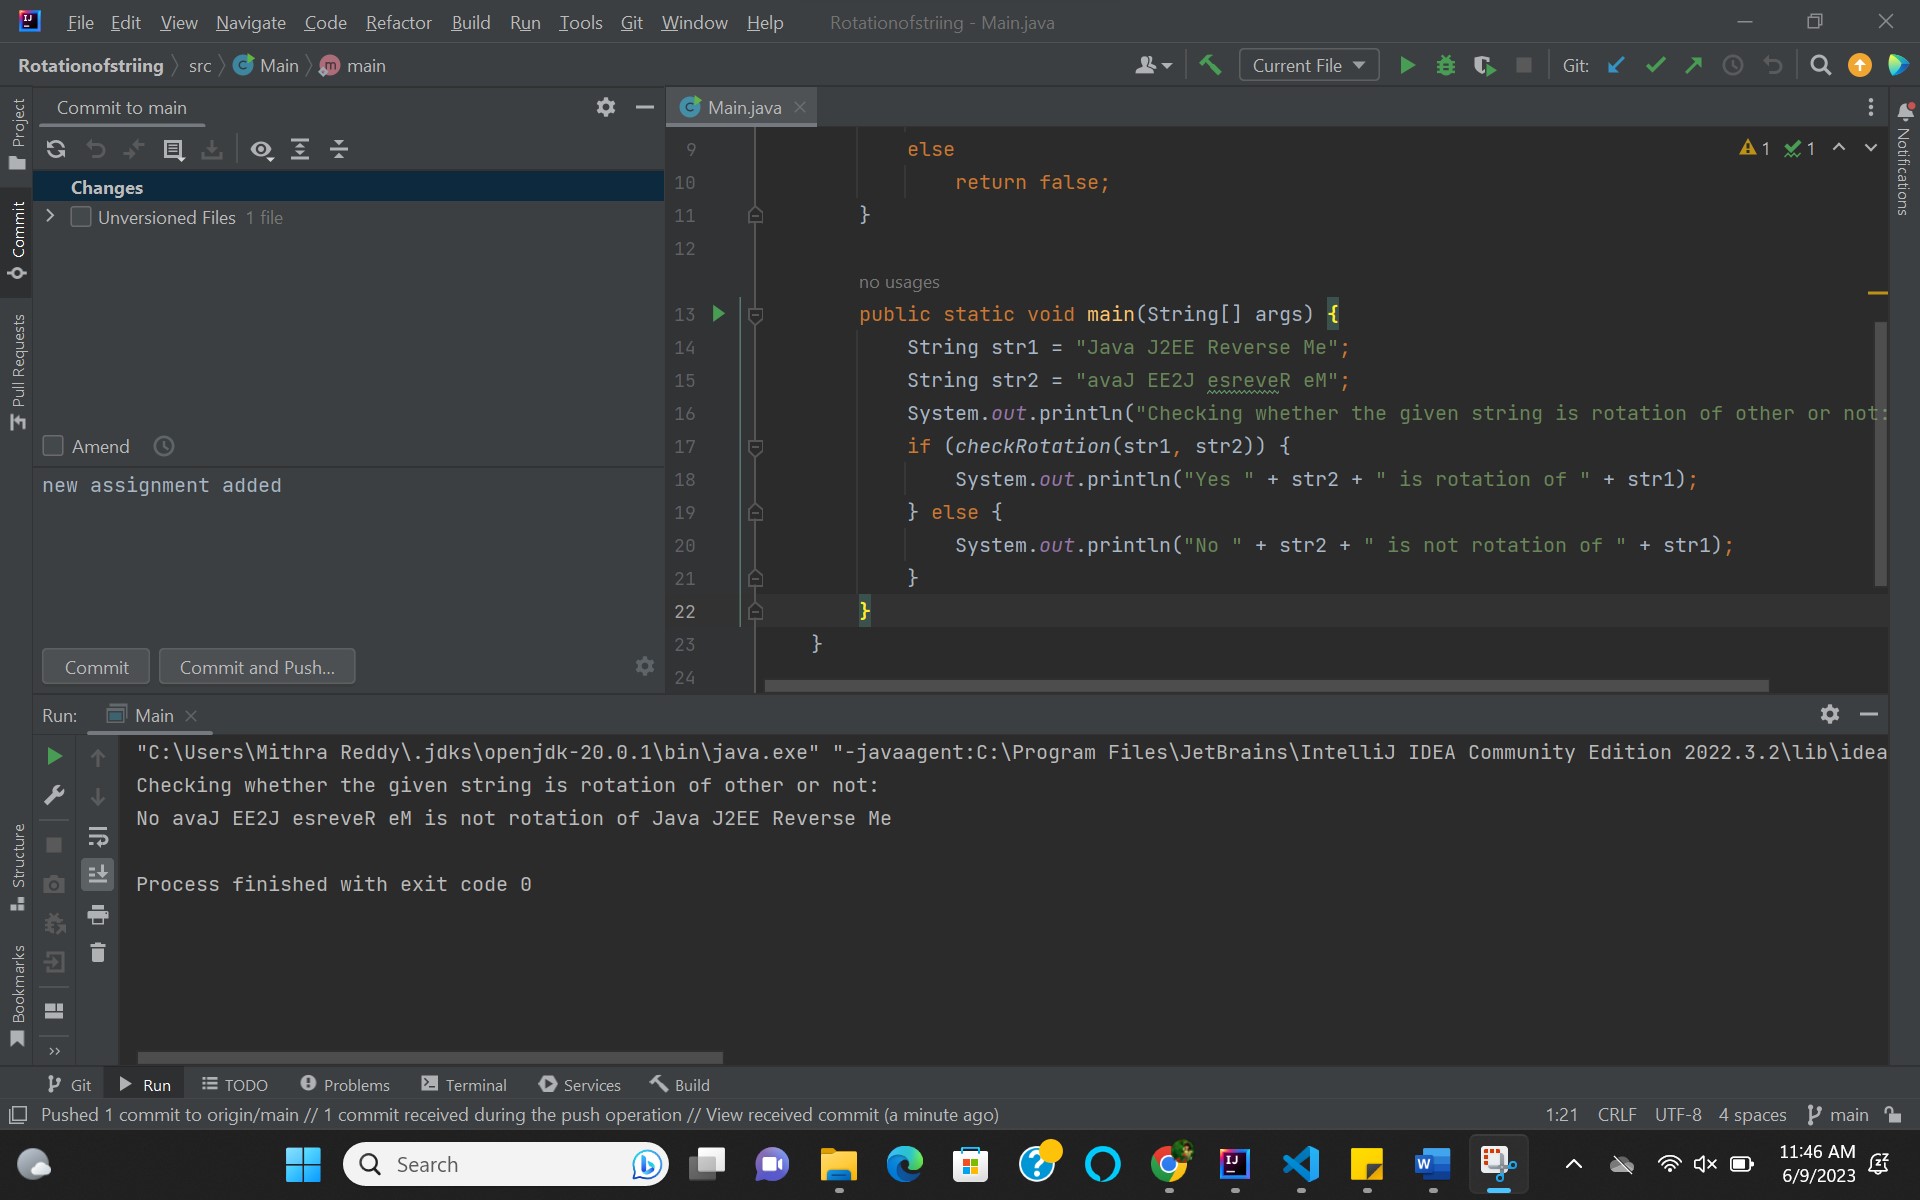 File Edit View Navigate Code Refactor Build Run Tools Git Window Help Rotationofstriing - Main.java
Rotationofstriing src Main main Current File Git:
Project
Commit
Pull Requests
Structure
Bookmarks
Notifications
Commit to main
Changes
Unversioned Files 1 file
Amend
new assignment added
Commit Commit and Push...
Main.java
1 1
9 else
10 return false;
11 }
12
no usages
13 public static void main(String[] args) {
14 String str1 = "Java J2EE Reverse Me";
15 String str2 = "avaJ EE2J esreveR eM";
16 System.out.println("Checking whether the given string is rotation of other or not:
17 if (checkRotation(str1, str2)) {
18 System.out.println("Yes " + str2 + " is rotation of " + str1);
19 } else {
20 System.out.println("No " + str2 + " is not rotation of " + str1);
21 }
22 }
23 }
24
Run: Main
"C:\Users\Mithra Reddy\.jdks\openjdk-20.0.1\bin\java.exe" "-javaagent:C:\Program Files\JetBrains\IntelliJ IDEA Community Edition 2022.3.2\lib\idea
Checking whether the given string is rotation of other or not:
No avaJ EE2J esreveR eM is not rotation of Java J2EE Reverse Me
Process finished with exit code 0
Git Run TODO Problems Terminal Services Build
Pushed 1 commit to origin/main // 1 commit received during the push operation // View received commit (a minute ago) 1:21 CRLF UTF-8 4 spaces main
Search
11:46 AM
6/9/2023